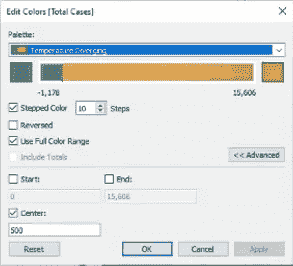 Edit Colors [Total Cases]
Palette:
Temperature Diverging
-1,178 15,606
Stepped Color 10 Steps
Reversed
Use Full Color Range
Include Totals
<< Advanced
Start: End:
0 15,606
Center:
500
Reset OK Cancel Apply